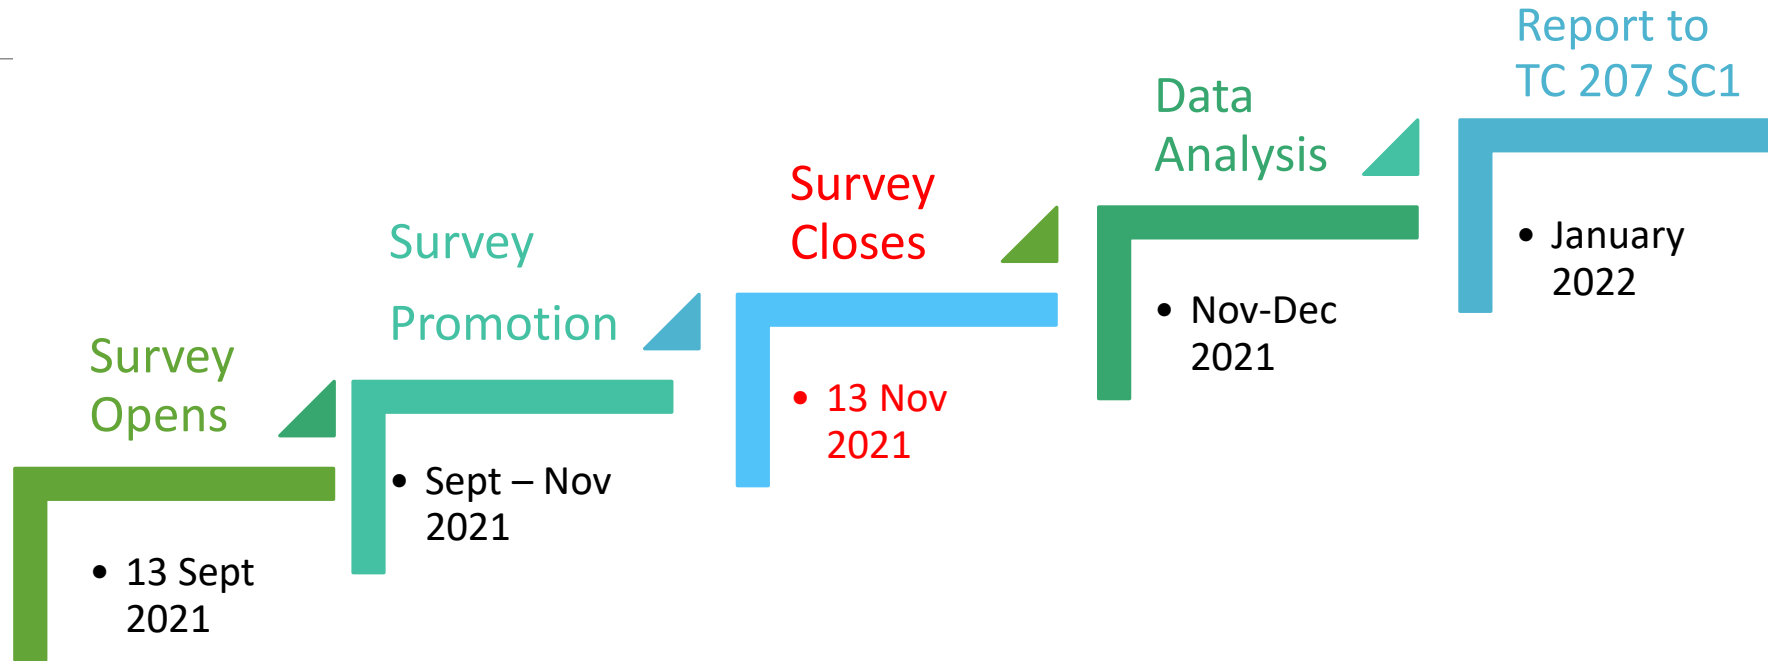 Survey
Opens
• 13 Sept
2021
Survey
Promotion
• Sept – Nov
2021
Survey
Closes
• 13 Nov
2021
Data
Analysis
• Nov-Dec
2021
Report to
TC 207 SC1
• January
2022